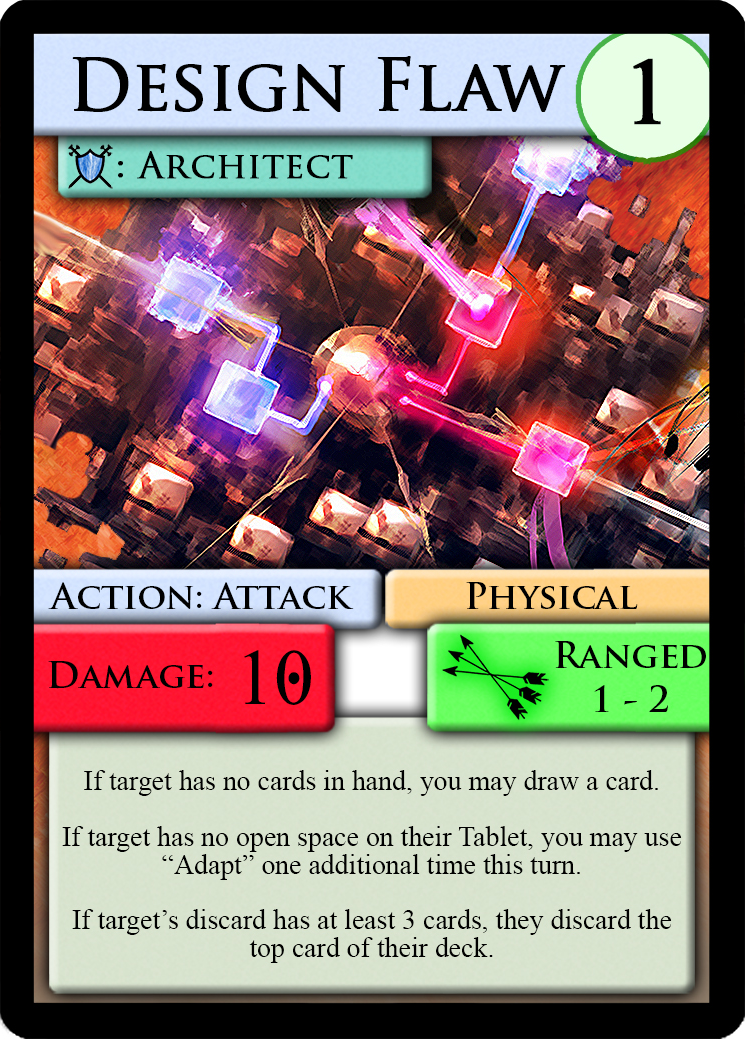 Design Flaw
1
: Architect
Action: Attack
Physical
Damage: 10
Ranged
1 - 2
If target has no cards in hand, you may draw a card.
If target has no open space on their Tablet, you may use
“Adapt” one additional time this turn.
If target’s discard has at least 3 cards, they discard the
top card of their deck.